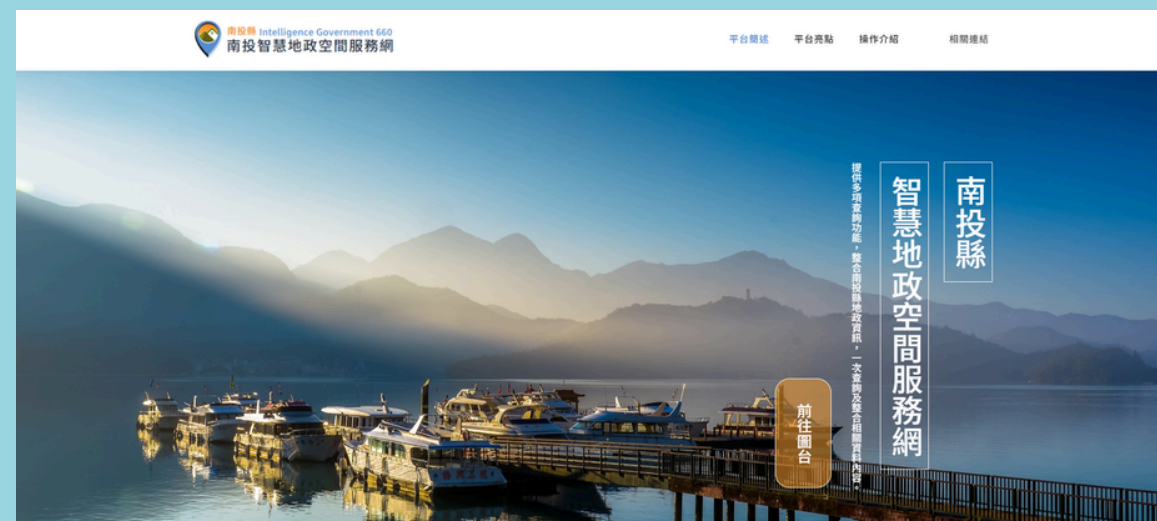 南投縣 Intelligence Government 660
南投智慧地政空間服務網
平台簡述 平台亮點 操作介紹 相關連結
南投縣
智慧地政空間服務網
提供多項查詢功能，整合南投縣地政資訊，一次查詢及整合相關資料內容。
前往圖台